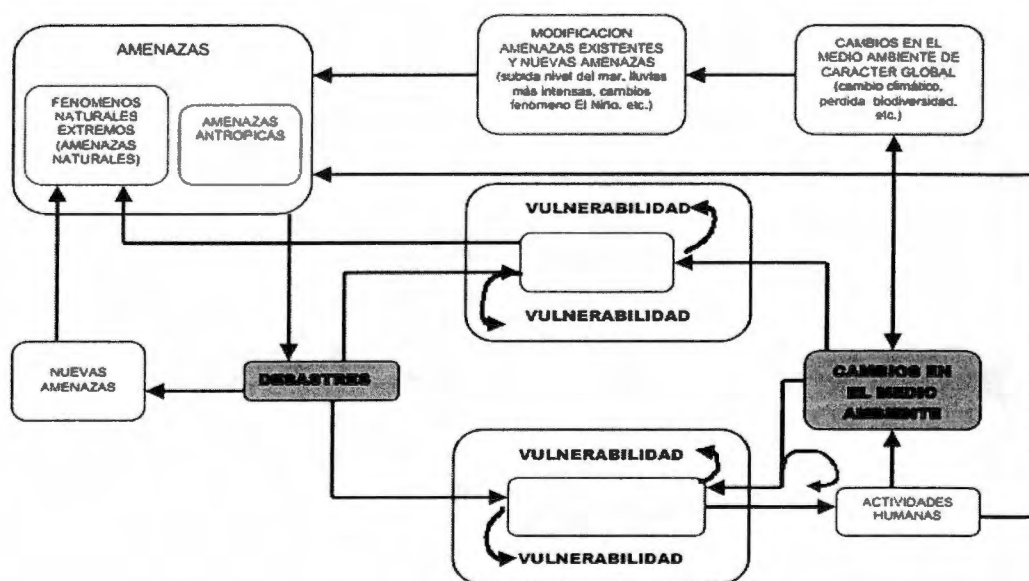 AMENAZAS
FENOMENOS
NATURALES
EXTREMOS
(AMENAZAS
NATURALES)
AMENAZAS
ANTROPICAS
MODIFICACION
AMENAZAS EXISTENTES
Y NUEVAS AMENAZAS
(subida nivel del mar, lluvias
más intensas, cambios
fenómeno El Niño, etc.)
CAMBIOS EN EL
MEDIO AMBIENTE DE
CARACTER GLOBAL
(cambio climático,
perdida biodiversidad,
etc.)
VULNERABILIDAD
VULNERABILIDAD
NUEVAS
AMENAZAS
DESASTRES
CAMBIOS EN
EL MEDIO
AMBIENTE
VULNERABILIDAD
VULNERABILIDAD
ACTIVIDADES
HUMANAS